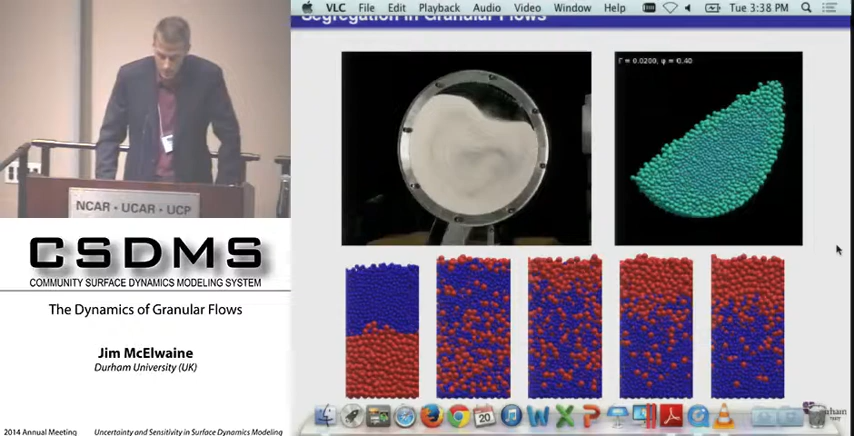 VLC File Edit Playback Audio Video Window Help Tue 3:38 PM
Segregation in Granular Flows
Γ = 0.0200, φ = 0.40
NCAR • UCAR • UCP
CSDMS
COMMUNITY SURFACE DYNAMICS MODELING SYSTEM
The Dynamics of Granular Flows
Jim McElwaine
Durham University (UK)
20
2014 Annual Meeting Uncertainty and Sensitivity in Surface Dynamics Modeling